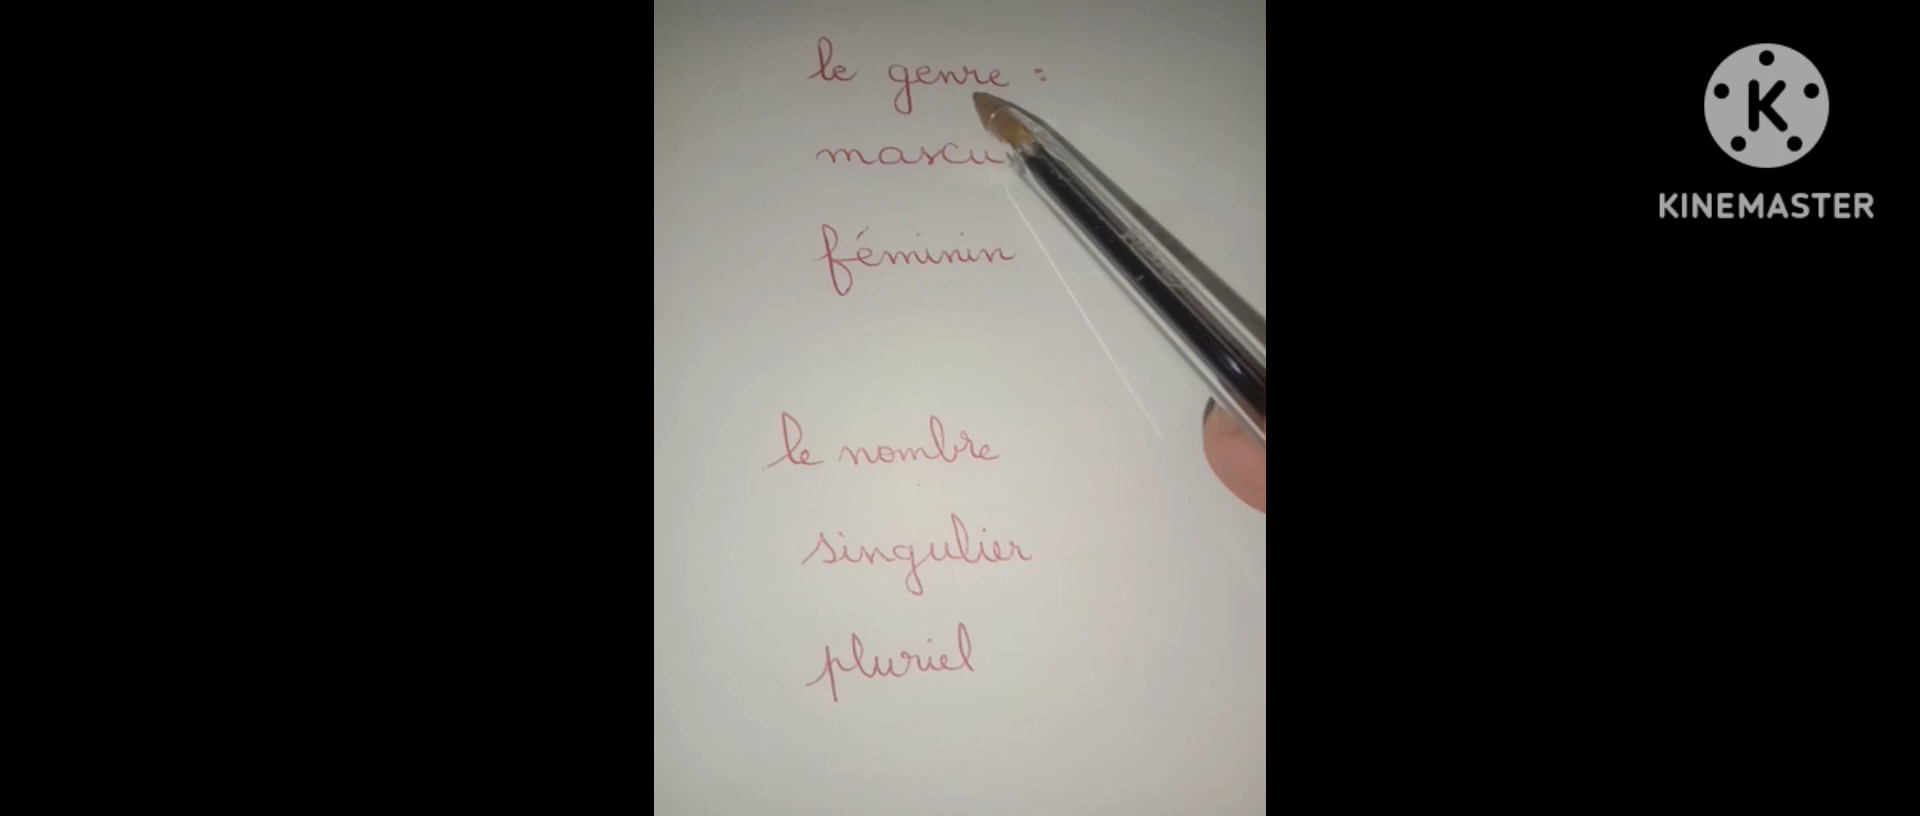 le genre :
mascu
féminin
le nombre
singulier
pluriel
KINEMASTER